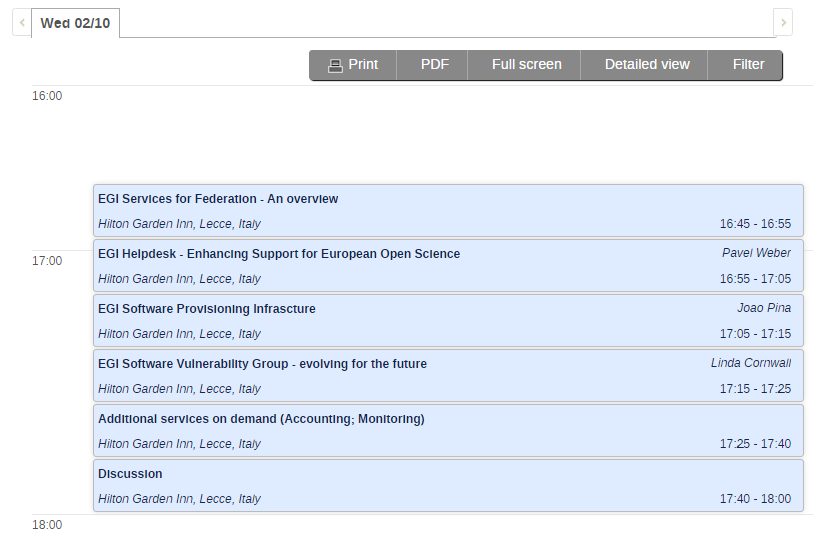 Wed 02/10
Print PDF Full screen Detailed view Filter
16:00
EGI Services for Federation - An overview
Hilton Garden Inn, Lecce, Italy 16:45 - 16:55
17:00
EGI Helpdesk - Enhancing Support for European Open Science Pavel Weber
Hilton Garden Inn, Lecce, Italy 16:55 - 17:05
EGI Software Provisioning Infrascture Joao Pina
Hilton Garden Inn, Lecce, Italy 17:05 - 17:15
EGI Software Vulnerability Group - evolving for the future Linda Cornwall
Hilton Garden Inn, Lecce, Italy 17:15 - 17:25
Additional services on demand (Accounting; Monitoring)
Hilton Garden Inn, Lecce, Italy 17:25 - 17:40
Discussion
Hilton Garden Inn, Lecce, Italy 17:40 - 18:00
18:00